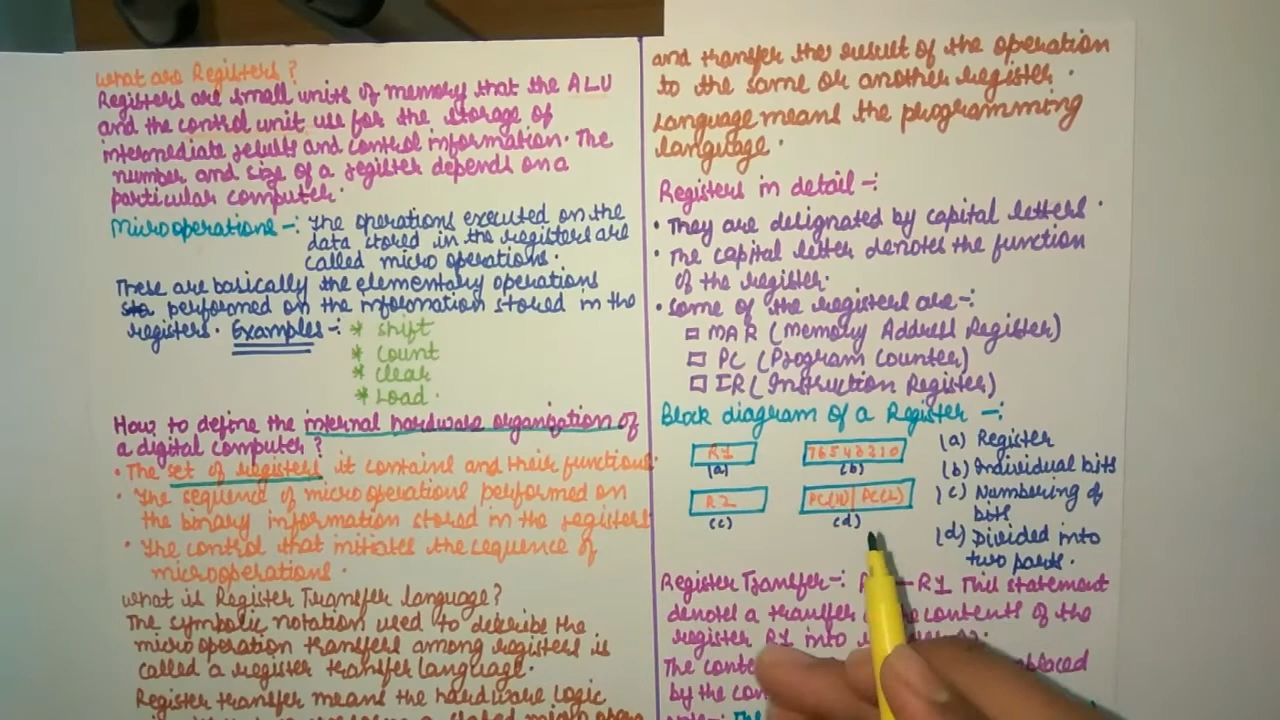 What are Registers?
Registers are small units of memory that the ALU
and the control unit use for the storage of
intermediate results and control information. The
number and size of a register depends on a
particular computer.
Microoperations -: The operations executed on the
data stored in the registers are
called micro operations.
These are basically the elementary operations
performed on the information stored in the
registers. Examples -:
* shift
* count
* clear
* Load.
How to define the internal hardware organization of
a digital computer?
• The set of registers it contains and their functions.
• The sequence of microoperations performed on
the binary information stored in the registers
• The control that initiates the sequence of
microoperations.
What is Register Transfer language?
The symbolic notation used to describe the
microoperation transfers among registers is
called a register transfer language.
Register transfer means the hardware logic
and transfer the result of the operation
to the same or another register.
Language means the programming
language.
Registers in detail -:
• They are designated by capital letters.
• The capital letter denotes the function
of the register.
• Some of the registers are -:
MAR (Memory Address Register)
PC (Program Counter)
IR (Instruction Register)
Block diagram of a Register -:
R1
(a)
76543210
(b)
R2
(c)
PC(H) PC(L)
(d)
(a) Register
(b) Individual bits
(c) Numbering of
bits
(d) Divided into
two parts.
Register Transfer -: R1 This statement
denotes a transfer contents of the
register R1 into
The
by the
Note -: The